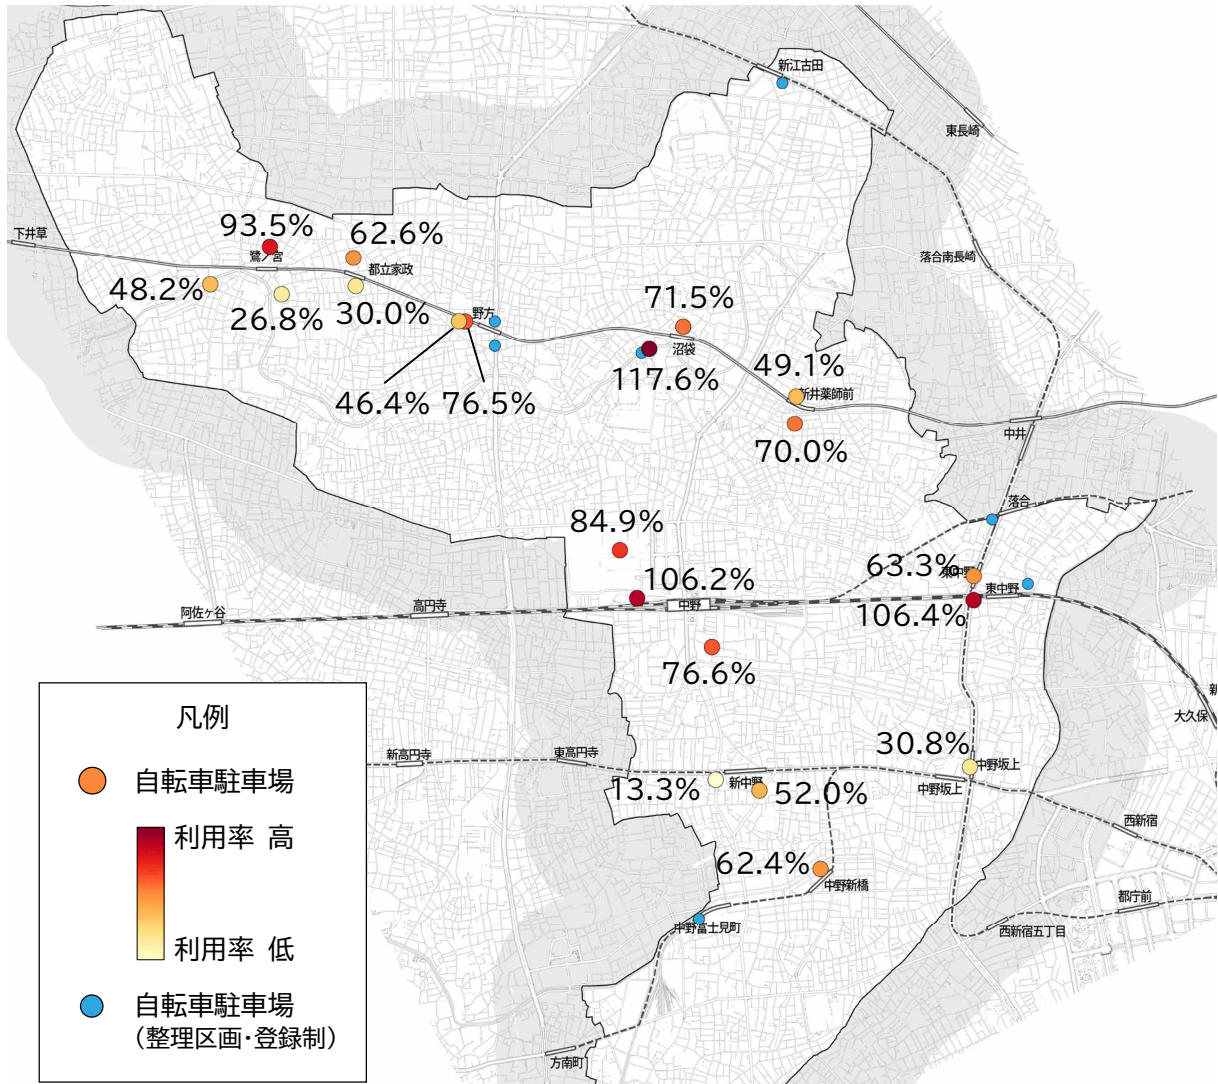 新江古田
東長崎
93.5%
62.6%
下井草
鷺ノ宮
落合南長崎
都立家政
48.2%
26.8%
30.0%
野方
71.5%
沼袋
117.6%
49.1%
新井薬師前
46.4%
76.5%
中井
70.0%
落合
84.9%
106.2%
63.3%
東中野
東中野
阿佐ヶ谷
高円寺
中野
106.4%
76.6%
凡例
大久保
新高円寺
東高円寺
30.8%
中野坂上
自転車駐車場
13.3%
新中野
52.0%
中野坂上
西新宿
利用率 高
62.4%
中野新橋
都庁前
中野富士見町
西新宿五丁目
利用率 低
自転車駐車場
(整理区画・登録制)
方南町